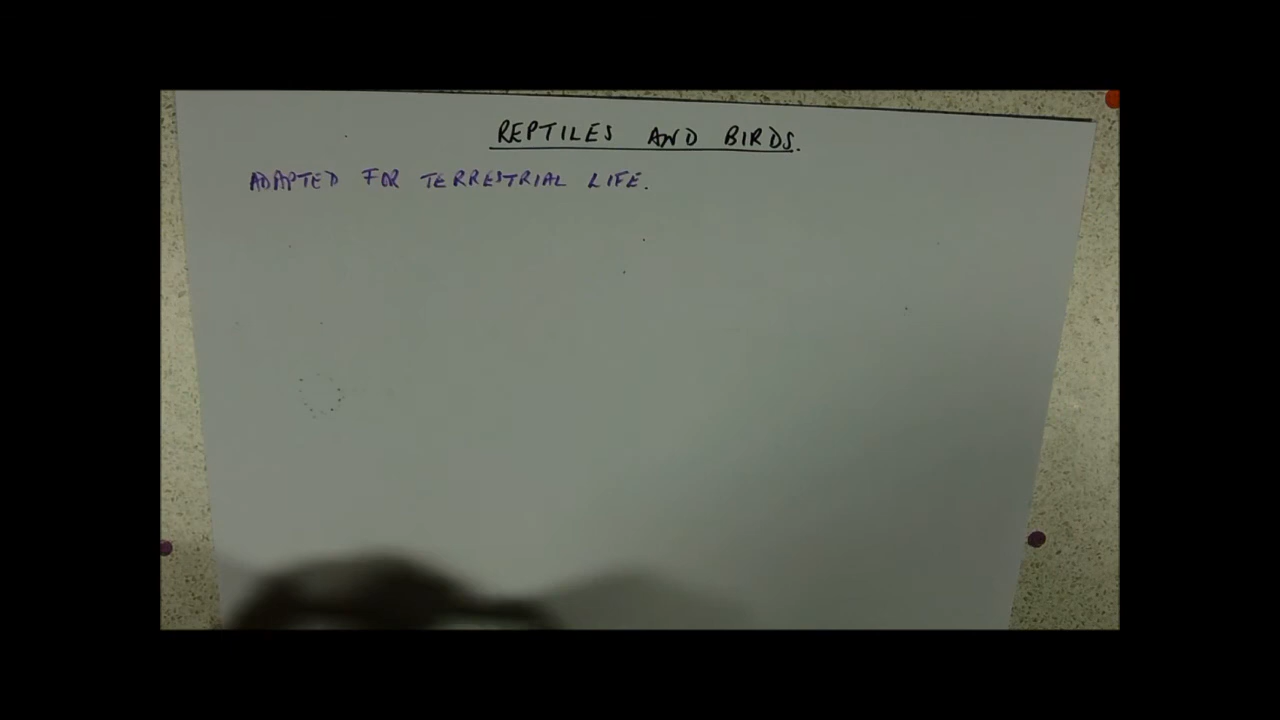 REPTILES AND BIRDS.
ADAPTED FOR TERRESTRIAL LIFE.